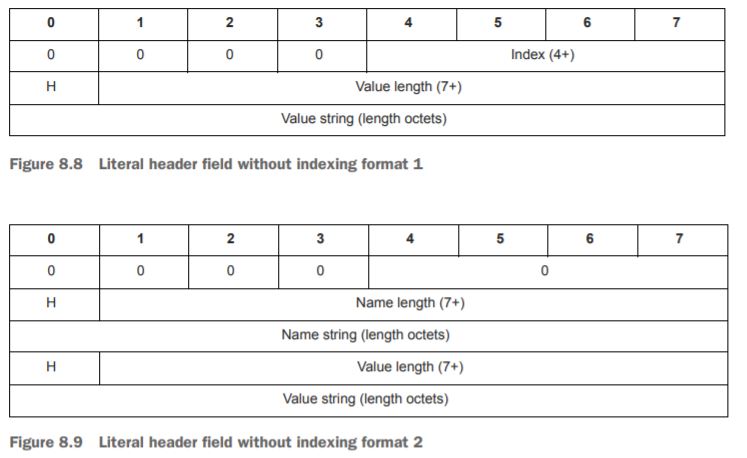 0 1 2 3 4 5 6 7
0 0 0 0 Index (4+)
H Value length (7+)
Value string (length octets)
Figure 8.8 Literal header field without indexing format 1
0 1 2 3 4 5 6 7
0 0 0 0 0
H Name length (7+)
Name string (length octets)
H Value length (7+)
Value string (length octets)
Figure 8.9 Literal header field without indexing format 2